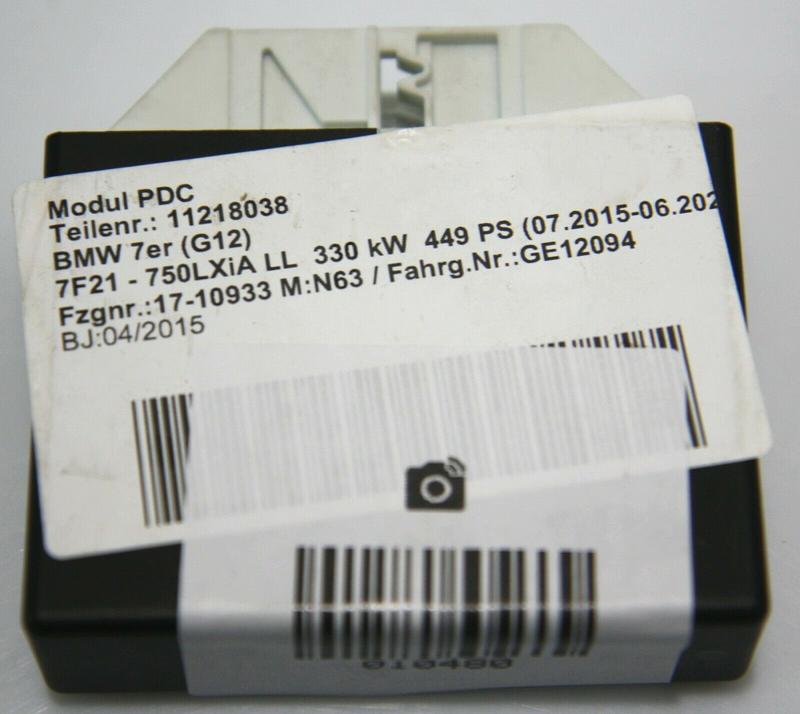 Modul PDC
Teilenr.: 11218038
BMW 7er (G12)
7F21 - 750LXiA LL 330 kW 449 PS (07.2015-06.202
Fzgnr.:17-10933 M:N63 / Fahrg.Nr.:GE12094
BJ:04/2015
010480